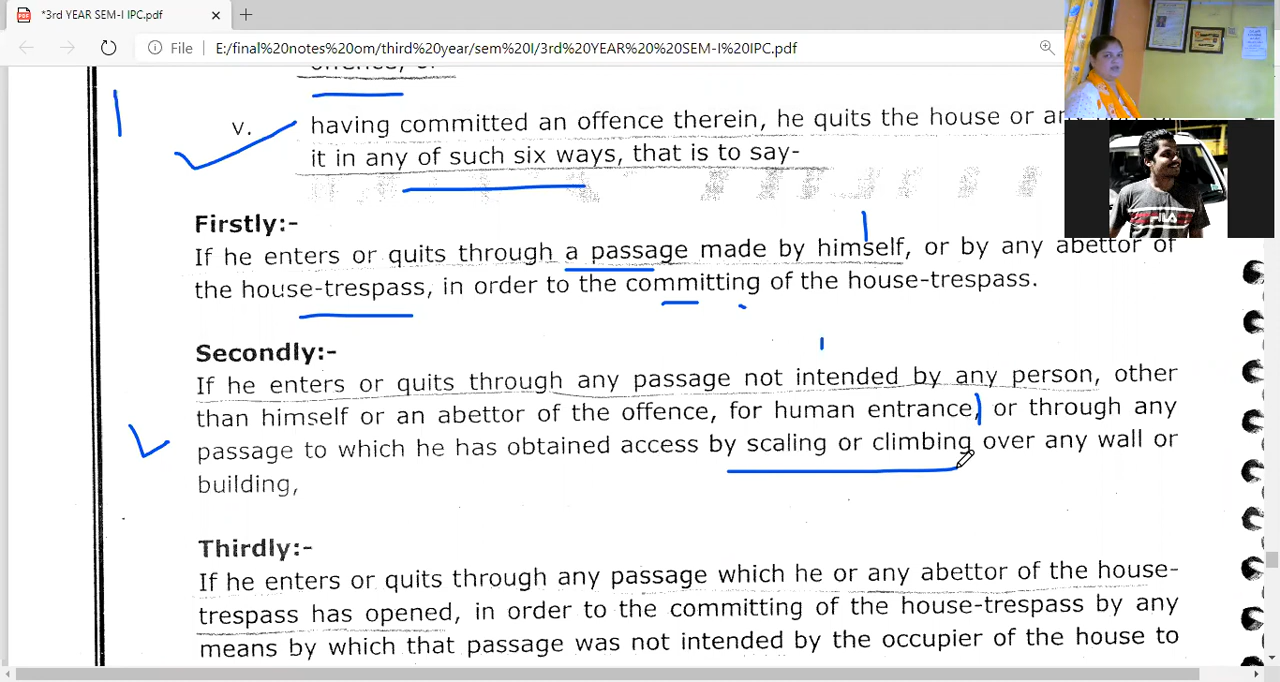 *3rd YEAR SEM-I IPC.pdf
File E:/final%20notes%20om/third%20year/sem%20I/3rd%20YEAR%20%20SEM-I%20IPC.pdf
v. having committed an offence therein, he quits the house or
it in any of such six ways, that is to say-
Firstly:-
If he enters or quits through a passage made by himself, or by any abettor of
the house-trespass, in order to the committing of the house-trespass.
Secondly:-
If he enters or quits through any passage not intended by any person, other
than himself or an abettor of the offence, for human entrance, or through any
passage to which he has obtained access by scaling or climbing over any wall or
building,
Thirdly:-
If he enters or quits through any passage which he or any abettor of the house-
trespass has opened, in order to the committing of the house-trespass by any
means by which that passage was not intended by the occupier of the house to
FILA